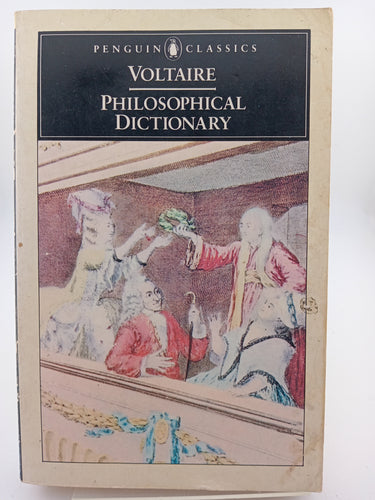 PENGUIN CLASSICS
VOLTAIRE
PHILOSOPHICAL
DICTIONARY